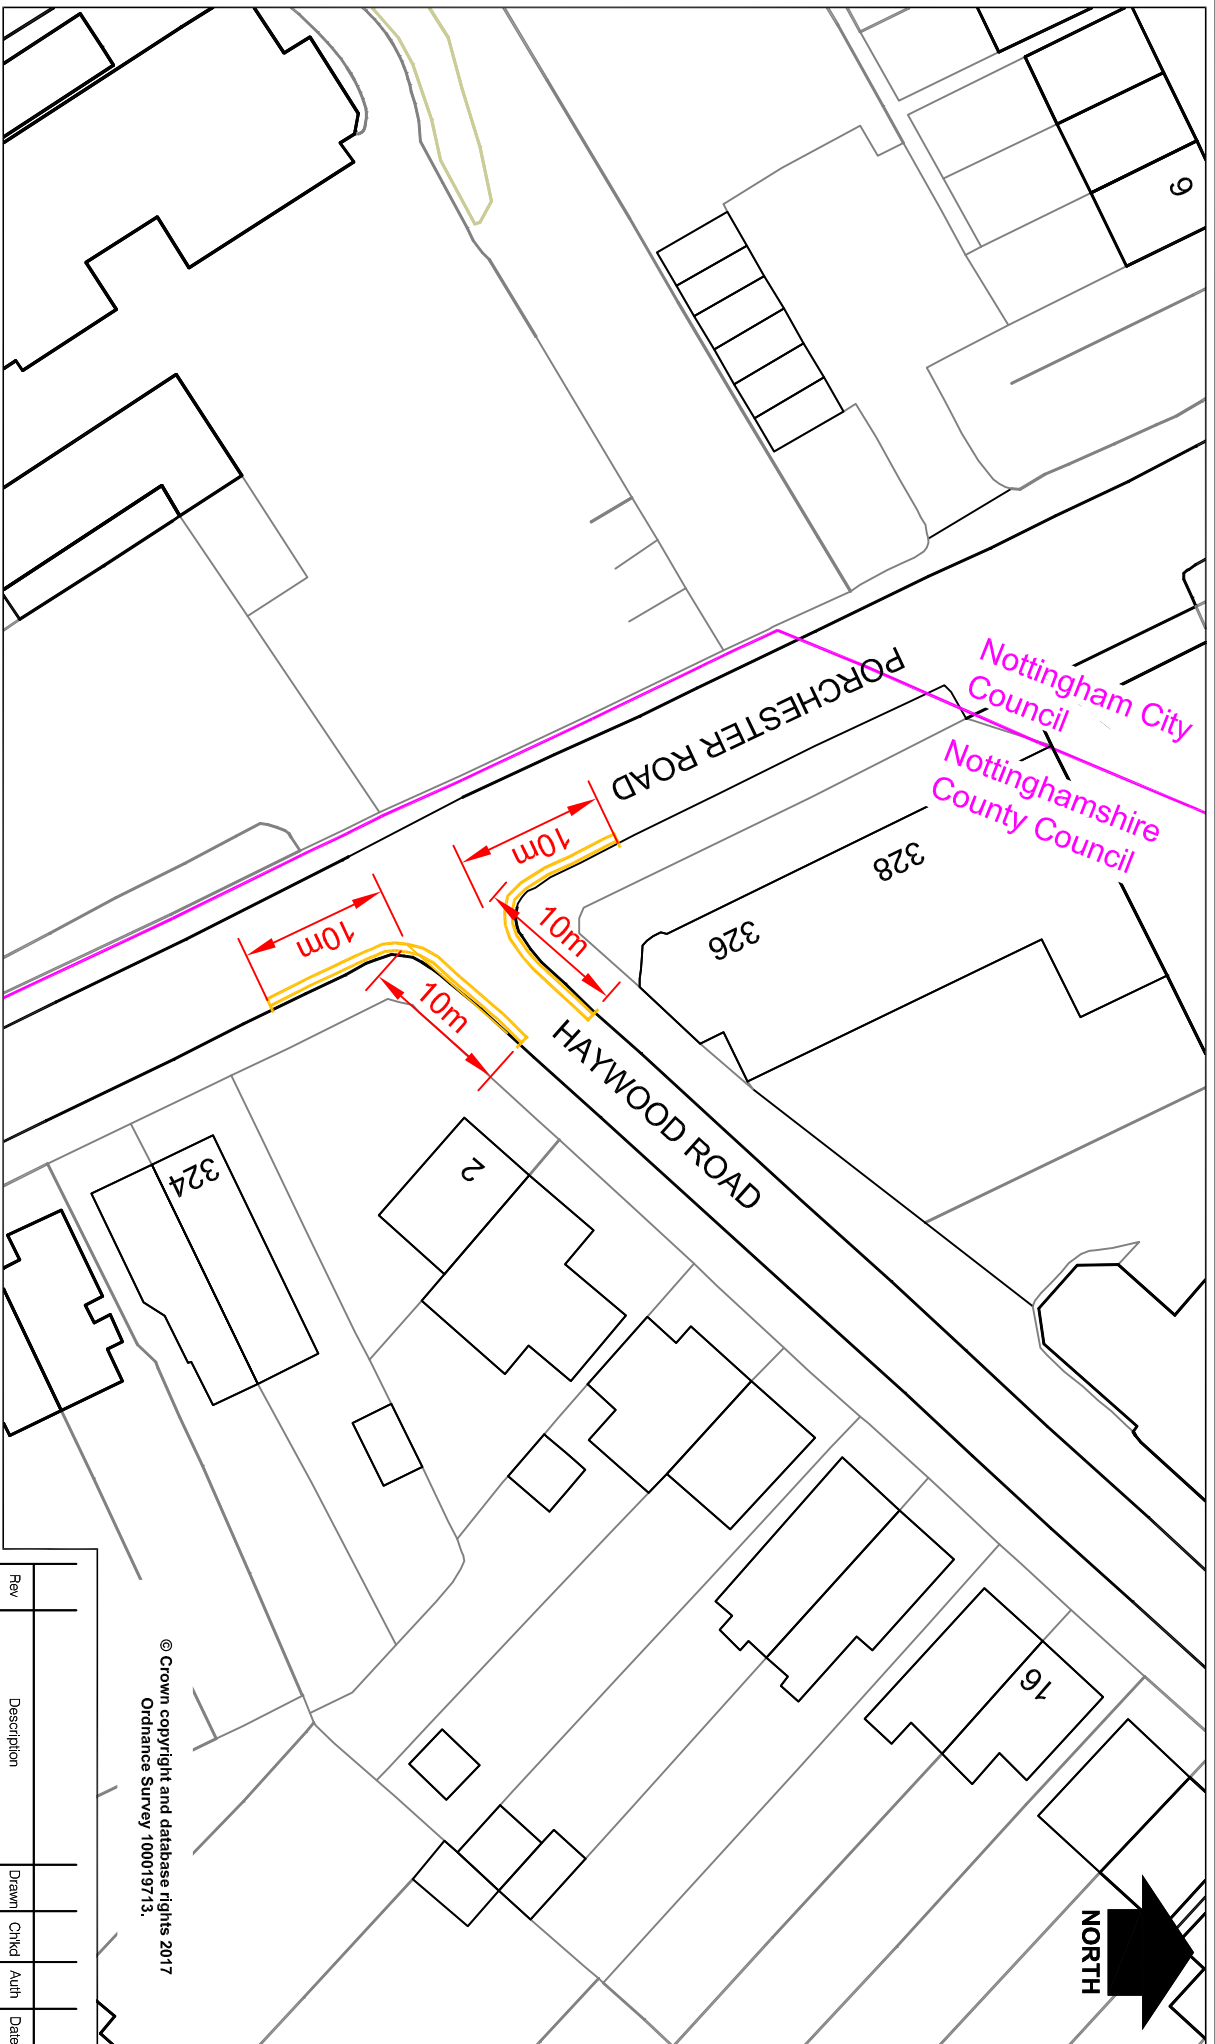 9
Nottingham City
Council
Nottinghamshire
County Council
PORCHESTER ROAD
10m
10m
10m
10m
328
326
HAYWOOD ROAD
324
2
16
NORTH
© Crown copyright and database rights 2017
Ordnance Survey 100019713.
Rev
Description
Drawn
Ch'kd
Auth
Date